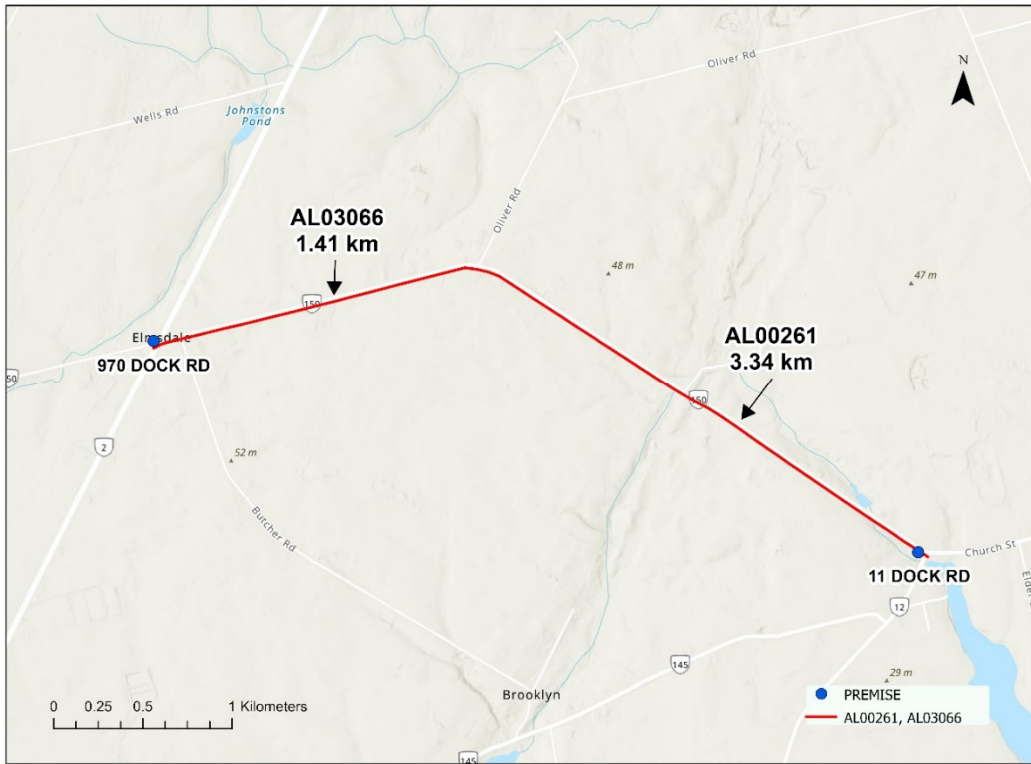 Oliver Rd
N
Wells Rd
Johnstons
Pond
AL03066
1.41 km
Oliver Rd
48 m
47 m
150
Elmsdale
970 DOCK RD
50
AL00261
3.34 km
150
2
52 m
Butcher Rd
Church St
11 DOCK RD
12
145
29 m
Brooklyn
0 0.25 0.5 1 Kilometers
PREMISE
AL00261, AL03066
145